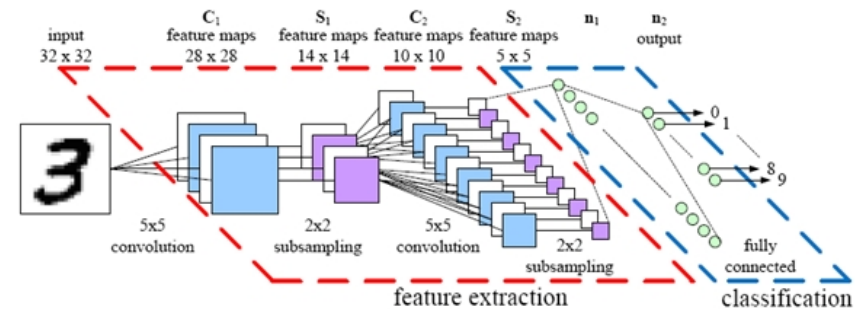 C₁ S₁ C₂ S₂ n₁ n₂
input feature maps feature maps feature maps feature maps output
32 x 32 28 x 28 14 x 14 10 x 10 5 x 5
3
0
1
8
9
5x5 2x2 5x5 2x2 fully
convolution subsampling convolution subsampling connected
feature extraction classification